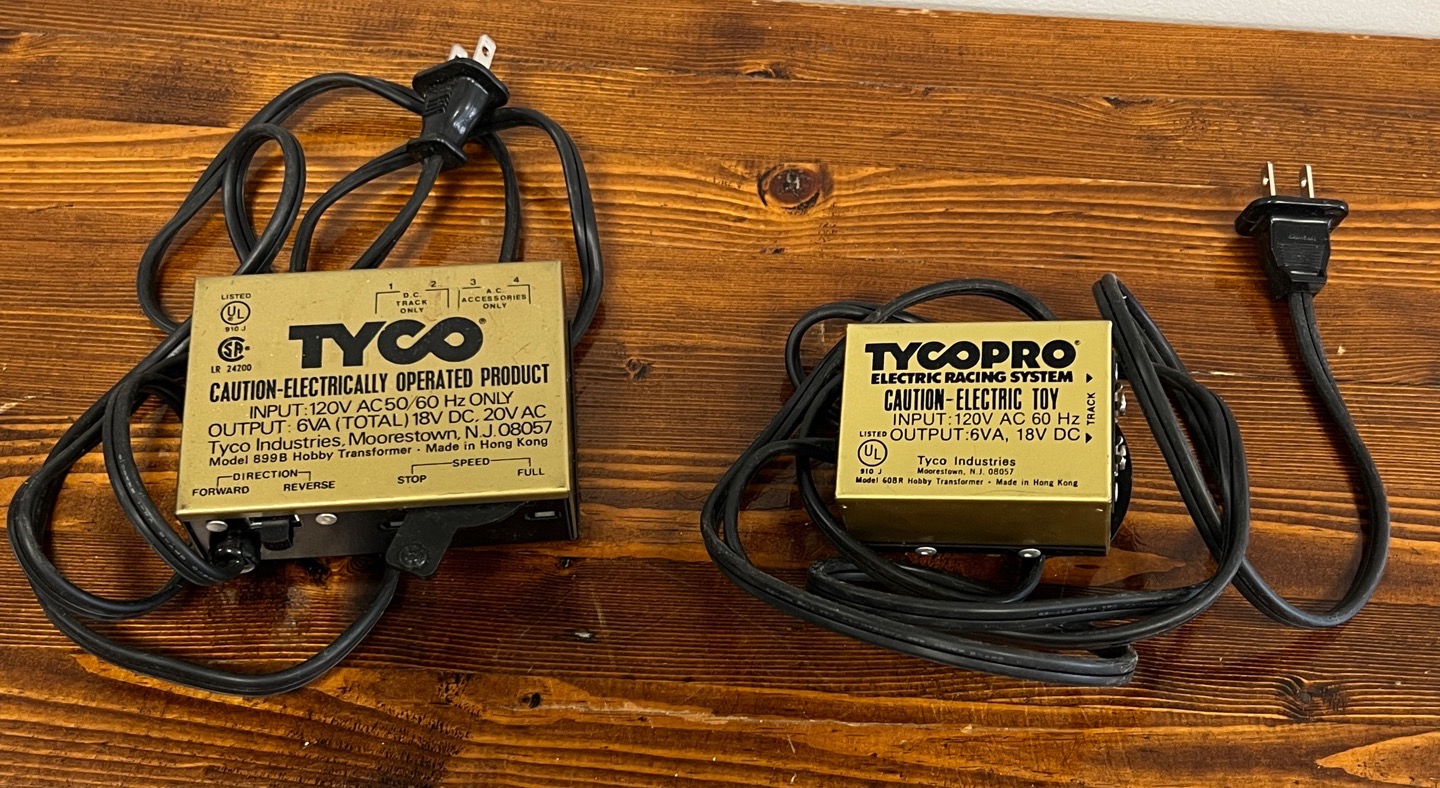 LISTED
UL
910 J
SA
LR 24200
1 2 3 4
D.C. TRACK ONLY
A.C. ACCESSORIES ONLY
TYCO®
CAUTION-ELECTRICALLY OPERATED PRODUCT
INPUT:120V AC 50/60 Hz ONLY
OUTPUT: 6VA (TOTAL) 18V DC, 20V AC
Tyco Industries, Moorestown, N.J. 08057
Model 899B Hobby Transformer · Made in Hong Kong
DIRECTION
FORWARD REVERSE
SPEED
STOP FULL
TYCOPRO®
ELECTRIC RACING SYSTEM
CAUTION-ELECTRIC TOY
INPUT:120V AC 60 Hz
OUTPUT:6VA, 18V DC
TRACK
LISTED
UL
910 J
Tyco Industries
Moorestown, N.J. 08057
Model 608R Hobby Transformer · Made in Hong Kong